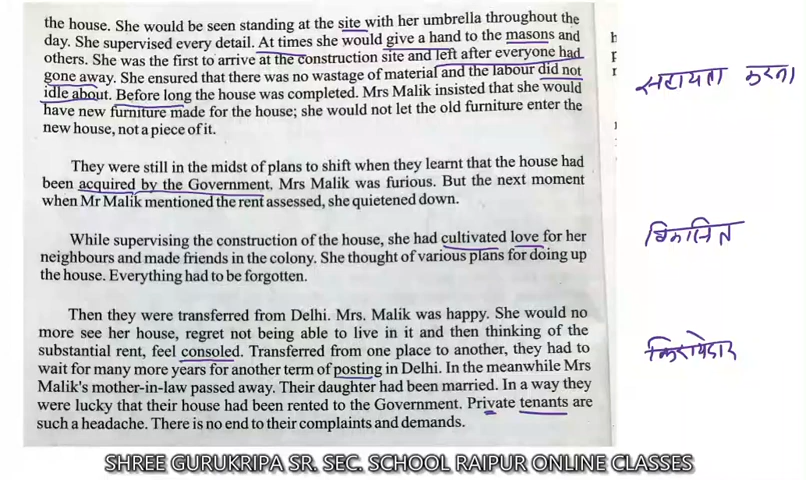 the house. She would be seen standing at the site with her umbrella throughout the
day. She supervised every detail. At times she would give a hand to the masons and
others. She was the first to arrive at the construction site and left after everyone had
gone away. She ensured that there was no wastage of material and the labour did not
idle about. Before long the house was completed. Mrs Malik insisted that she would
have new furniture made for the house; she would not let the old furniture enter the
new house, not a piece of it.
सहायता करना
They were still in the midst of plans to shift when they learnt that the house had
been acquired by the Government. Mrs Malik was furious. But the next moment
when Mr Malik mentioned the rent assessed, she quietened down.
While supervising the construction of the house, she had cultivated love for her
neighbours and made friends in the colony. She thought of various plans for doing up
the house. Everything had to be forgotten.
विकसित
Then they were transferred from Delhi. Mrs. Malik was happy. She would no
more see her house, regret not being able to live in it and then thinking of the
substantial rent, feel consoled. Transferred from one place to another, they had to
wait for many more years for another term of posting in Delhi. In the meanwhile Mrs
Malik's mother-in-law passed away. Their daughter had been married. In a way they
were lucky that their house had been rented to the Government. Private tenants are
such a headache. There is no end to their complaints and demands.
किरायेदार
SHREE GURUKRIPA SR. SEC. SCHOOL RAIPUR ONLINE CLASSES